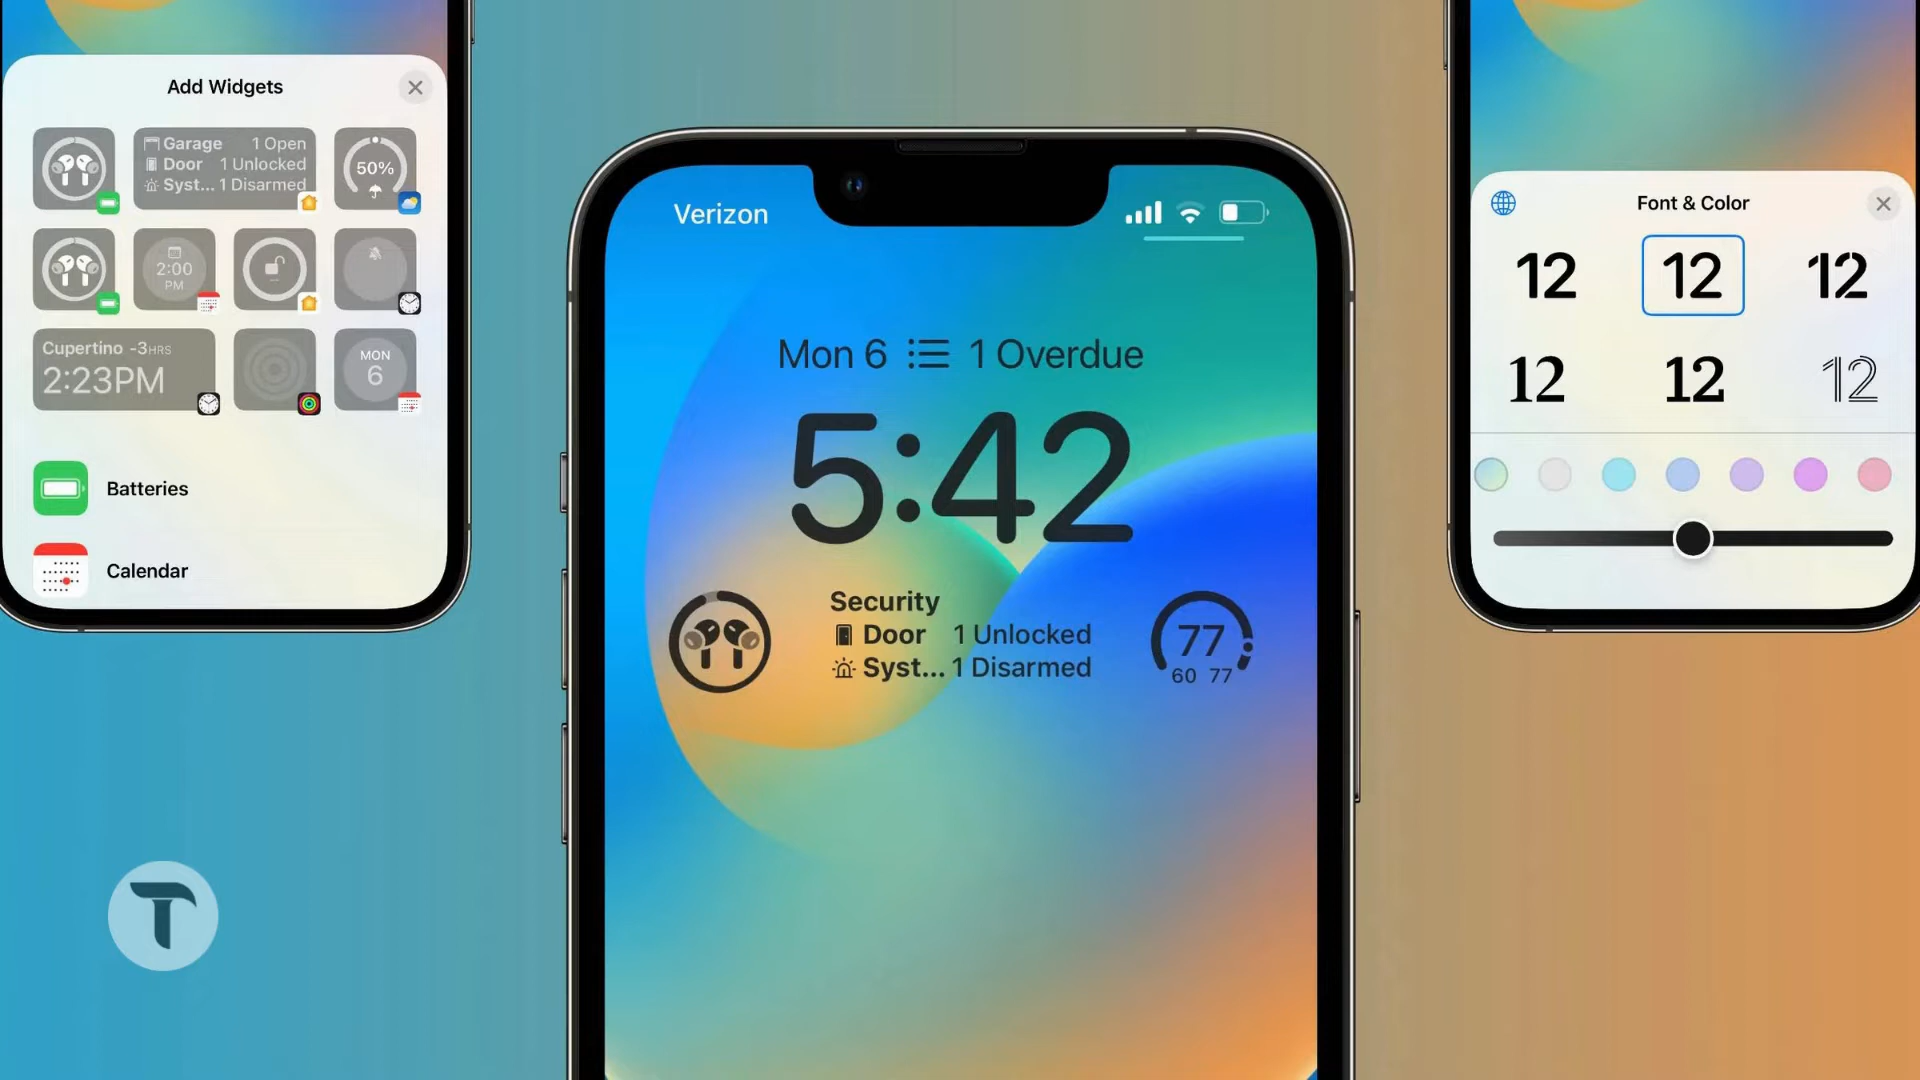 Add Widgets
Garage 1 Open
Door 1 Unlocked
Syst... 1 Disarmed
50%
2:00
PM
Cupertino -3HRS
2:23PM
MON
6
Batteries
Calendar
T
Verizon
Mon 6 1 Overdue
5:42
Security
Door 1 Unlocked
Syst... 1 Disarmed
77
60 77
Font & Color
12 12 12
12 12 12